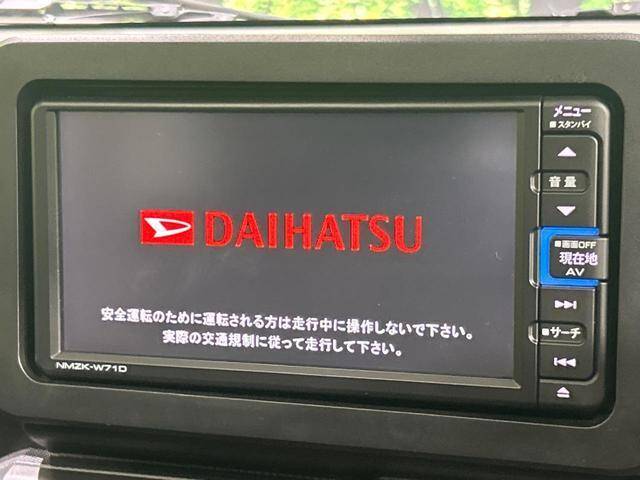 DAIHATSU
安全運転のために運転される方は走行中に操作しないで下さい。
実際の交通規制に従って走行して下さい。
NMZK-W71D
メニュー
スタンバイ
音量
画面OFF
現在地
AV
サーチ